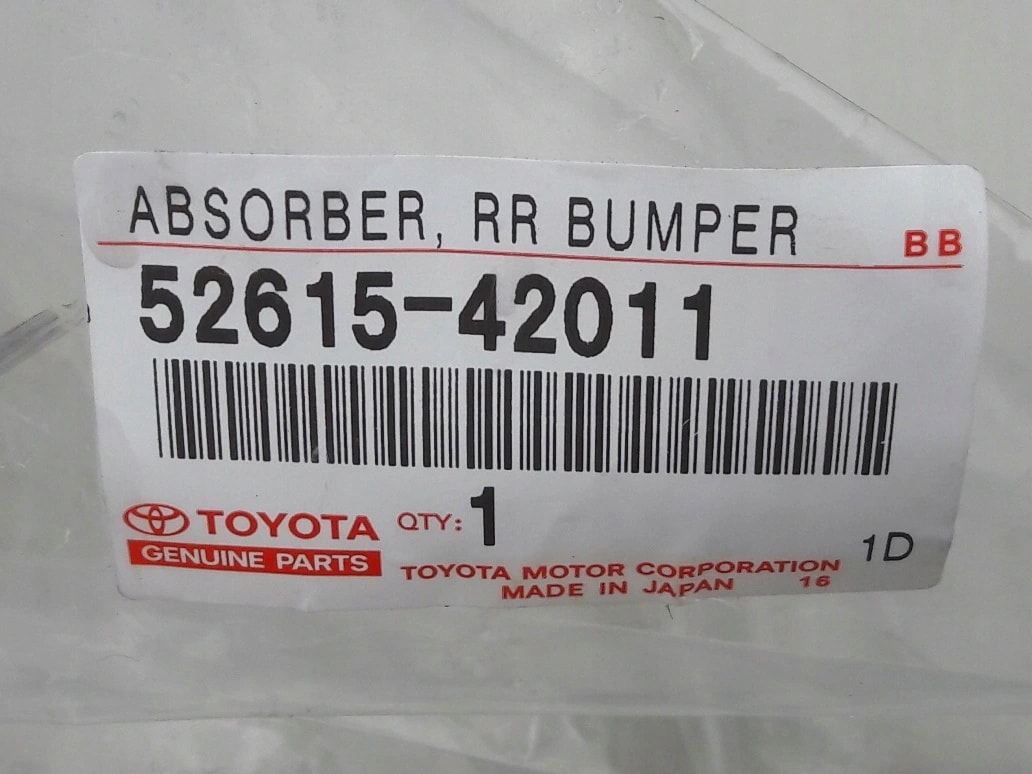 ABSORBER, RR BUMPER BB
52615-42011
TOYOTA QTY: 1
GENUINE PARTS 1D
TOYOTA MOTOR CORPORATION
MADE IN JAPAN 16